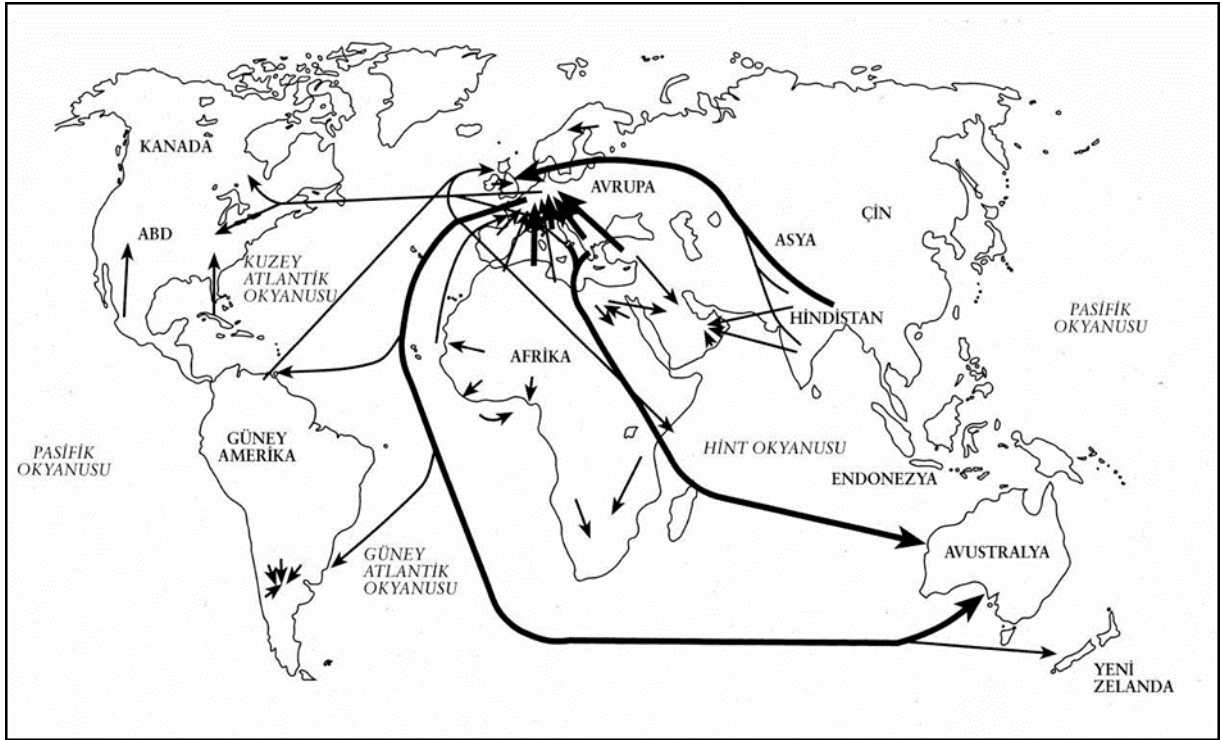 KANADA
AVRUPA
ÇİN
ABD
ASYA
KUZEY
ATLANTİK
OKYANUSU
HİNDİSTAN
PASİFİK
OKYANUSU
AFRİKA
GÜNEY
AMERİKA
PASİFİK
OKYANUSU
HİNT OKYANUSU
ENDONEZYA
AVUSTRALYA
GÜNEY
ATLANTİK
OKYANUSU
YENİ
ZELANDA